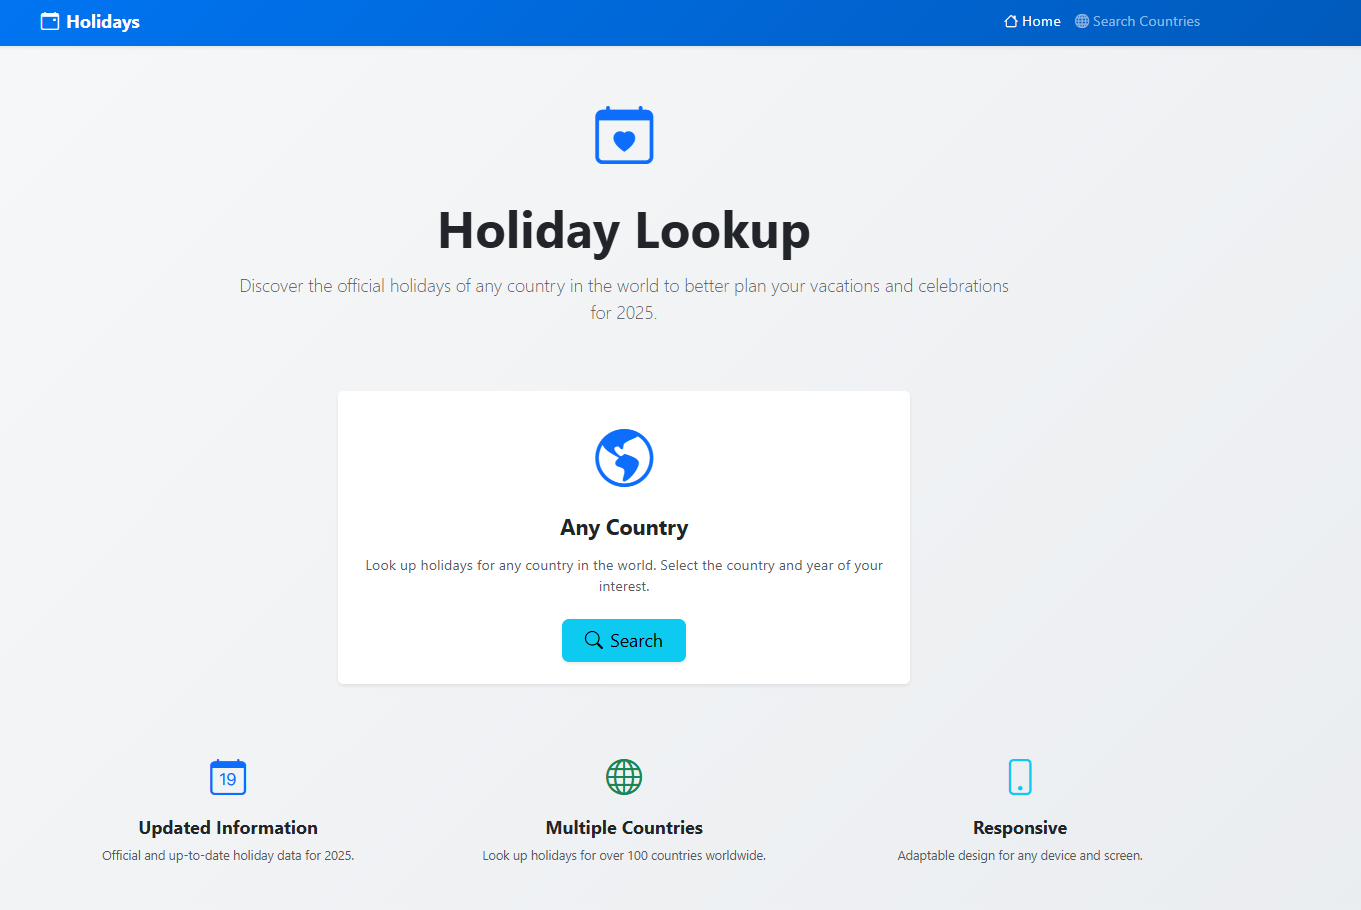 Holidays
Home
Search Countries
Holiday Lookup
Discover the official holidays of any country in the world to better plan your vacations and celebrations
for 2025.
Any Country
Look up holidays for any country in the world. Select the country and year of your
interest.
Search
19
Updated Information
Official and up-to-date holiday data for 2025.
Multiple Countries
Look up holidays for over 100 countries worldwide.
Responsive
Adaptable design for any device and screen.